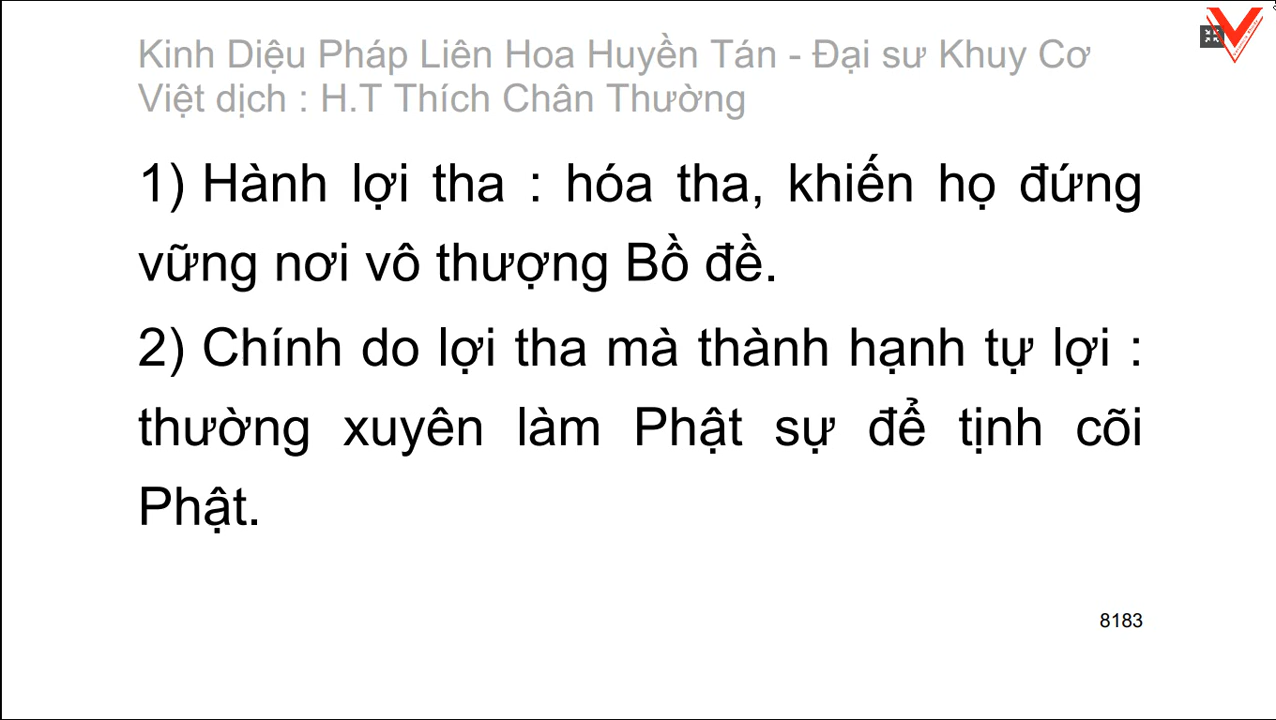 Kinh Diệu Pháp Liên Hoa Huyền Tán - Đại sư Khuy Cơ
Việt dịch : H.T Thích Chân Thường
1) Hành lợi tha : hóa tha, khiến họ đứng
vững nơi vô thượng Bồ đề.
2) Chính do lợi tha mà thành hạnh tự lợi :
thường xuyên làm Phật sự để tịnh cõi
Phật.
8183